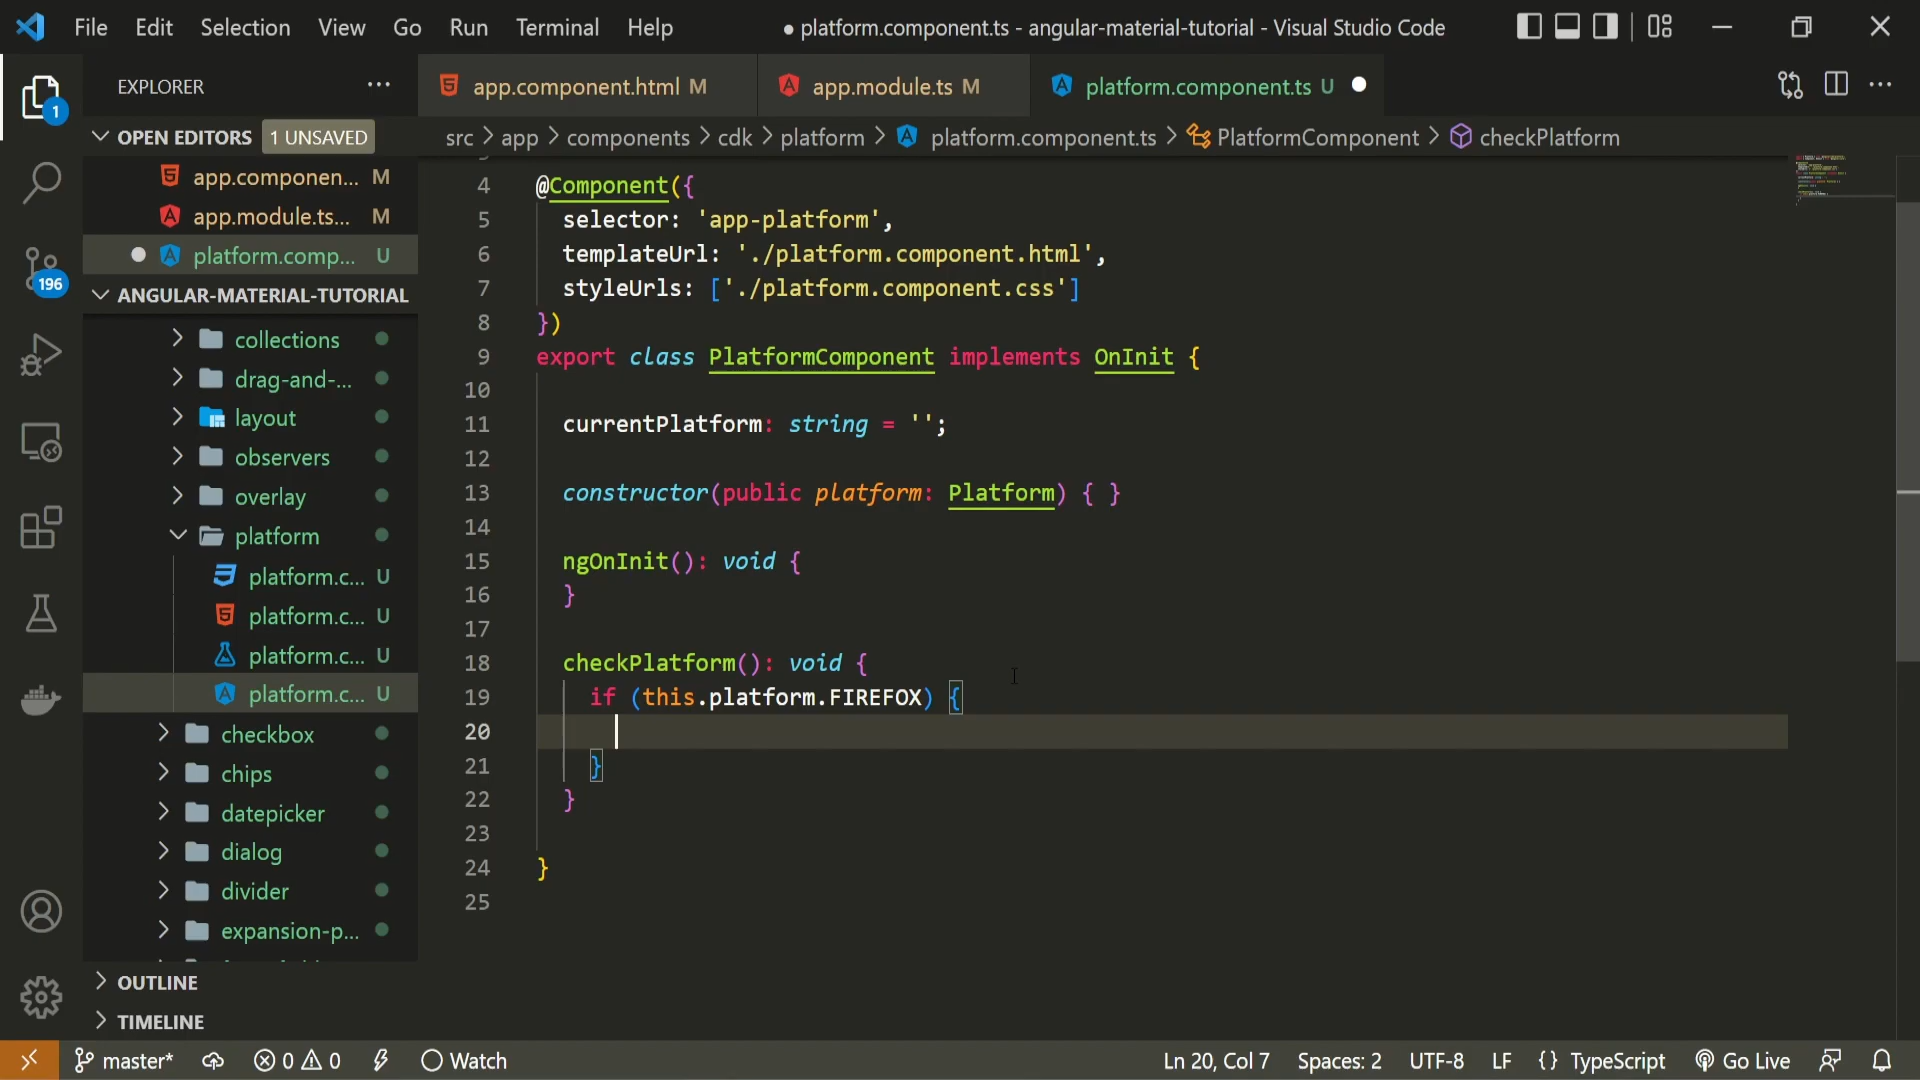 File Edit Selection View Go Run Terminal Help
● platform.component.ts - angular-material-tutorial - Visual Studio Code
EXPLORER
app.component.html M
app.module.ts M
platform.component.ts U
1
OPEN EDITORS 1 UNSAVED
src > app > components > cdk > platform > platform.component.ts > PlatformComponent > checkPlatform
app.componen... M
app.module.ts... M
platform.comp... U
196
ANGULAR-MATERIAL-TUTORIAL
collections
drag-and-...
layout
observers
overlay
platform
platform.c... U
platform.c... U
platform.c... U
platform.c... U
checkbox
chips
datepicker
dialog
divider
expansion-p...
OUTLINE
TIMELINE
4 @Component({
5 selector: 'app-platform',
6 templateUrl: './platform.component.html',
7 styleUrls: ['./platform.component.css']
8 })
9 export class PlatformComponent implements OnInit {
10
11 currentPlatform: string = '';
12
13 constructor(public platform: Platform) { }
14
15 ngOnInit(): void {
16 }
17
18 checkPlatform(): void {
19 if (this.platform.FIREFOX) {
20
21 }
22 }
23
24 }
25
master* 0 0 Watch
Ln 20, Col 7 Spaces: 2 UTF-8 LF {} TypeScript Go Live